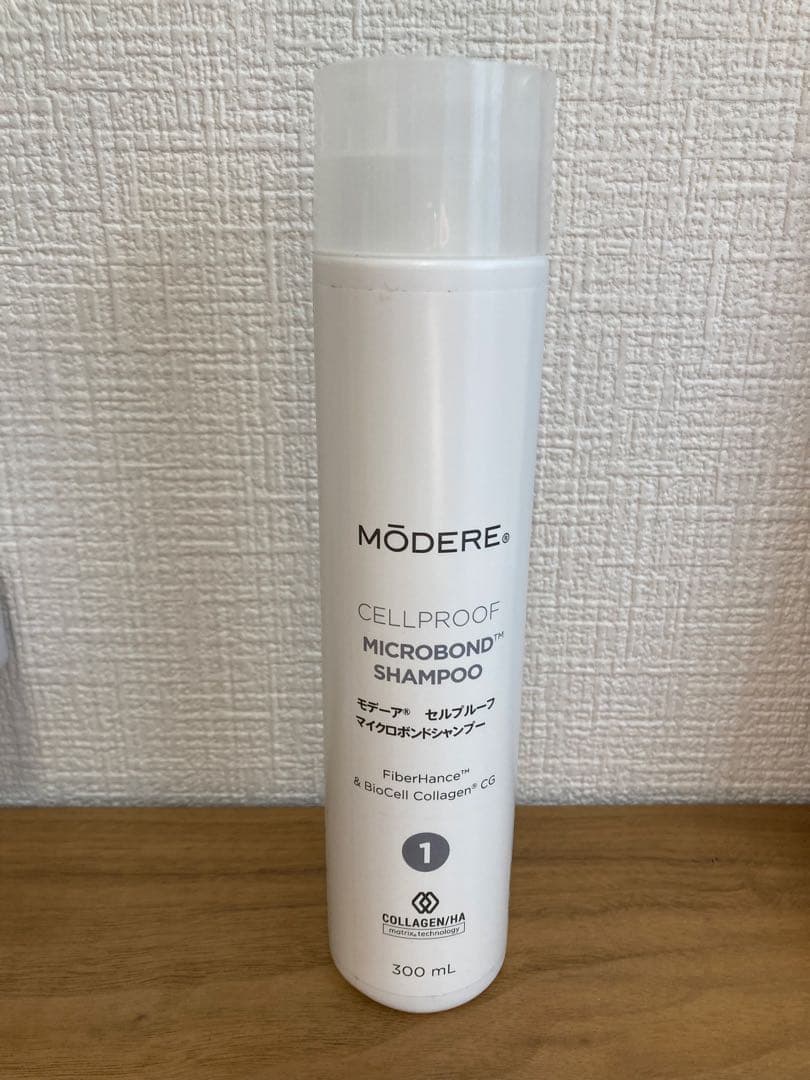 MŌDERE®
CELLPROOF
MICROBOND™
SHAMPOO
モデーア® セルプルーフ
マイクロボンドシャンプー
FiberHance™
& BioCell Collagen® CG
1
COLLAGEN/HA
matrix® technology
300 mL